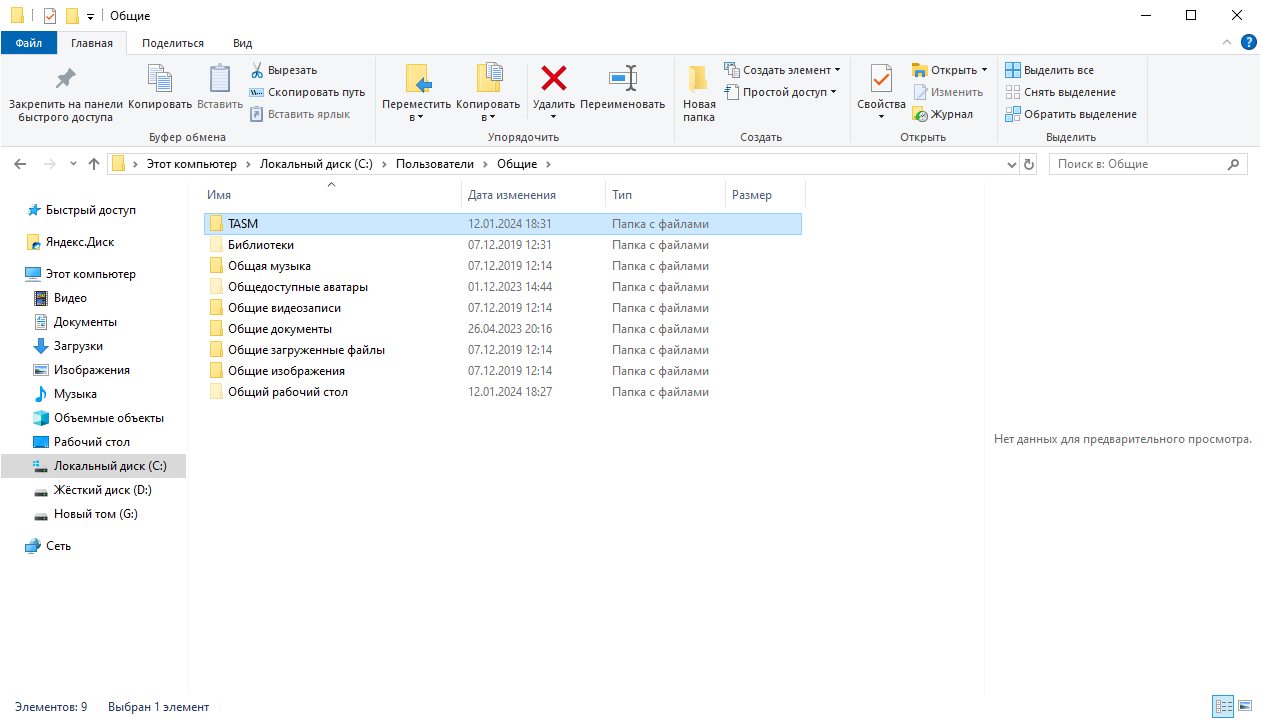 Общие
Файл Главная Поделиться Вид
Закрепить на панели быстрого доступа
Копировать
Вставить
Вырезать
Скопировать путь
Вставить ярлык
Буфер обмена
Переместить в
Копировать в
Удалить
Переименовать
Упорядочить
Новая папка
Создать элемент
Простой доступ
Создать
Свойства
Открыть
Изменить
Журнал
Открыть
Выделить все
Снять выделение
Обратить выделение
Выделить
Этот компьютер > Локальный диск (C:) > Пользователи > Общие >
Поиск в: Общие
Быстрый доступ
Яндекс.Диск
Этот компьютер
Видео
Документы
Загрузки
Изображения
Музыка
Объемные объекты
Рабочий стол
Локальный диск (C:)
Жёсткий диск (D:)
Новый том (G:)
Сеть
Имя Дата изменения Тип Размер
TASM 12.01.2024 18:31 Папка с файлами
Библиотеки 07.12.2019 12:31 Папка с файлами
Общая музыка 07.12.2019 12:14 Папка с файлами
Общедоступные аватары 01.12.2023 14:44 Папка с файлами
Общие видеозаписи 07.12.2019 12:14 Папка с файлами
Общие документы 26.04.2023 20:16 Папка с файлами
Общие загруженные файлы 07.12.2019 12:14 Папка с файлами
Общие изображения 07.12.2019 12:14 Папка с файлами
Общий рабочий стол 12.01.2024 18:27 Папка с файлами
Нет данных для предварительного просмотра.
Элементов: 9 Выбран 1 элемент